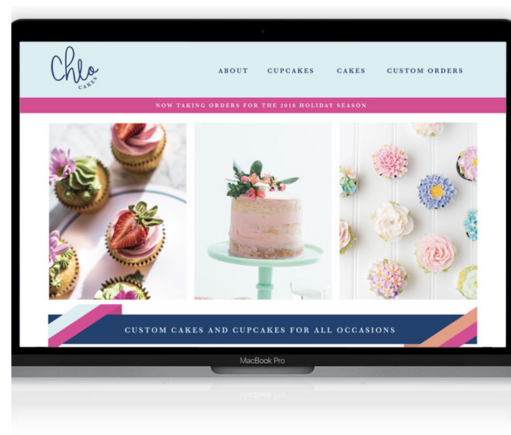 Chlo
CAKES
ABOUT CUPCAKES CAKES CUSTOM ORDERS
NOW TAKING ORDERS FOR THE 2018 HOLIDAY SEASON
CUSTOM CAKES AND CUPCAKES FOR ALL OCCASIONS
MacBook Pro